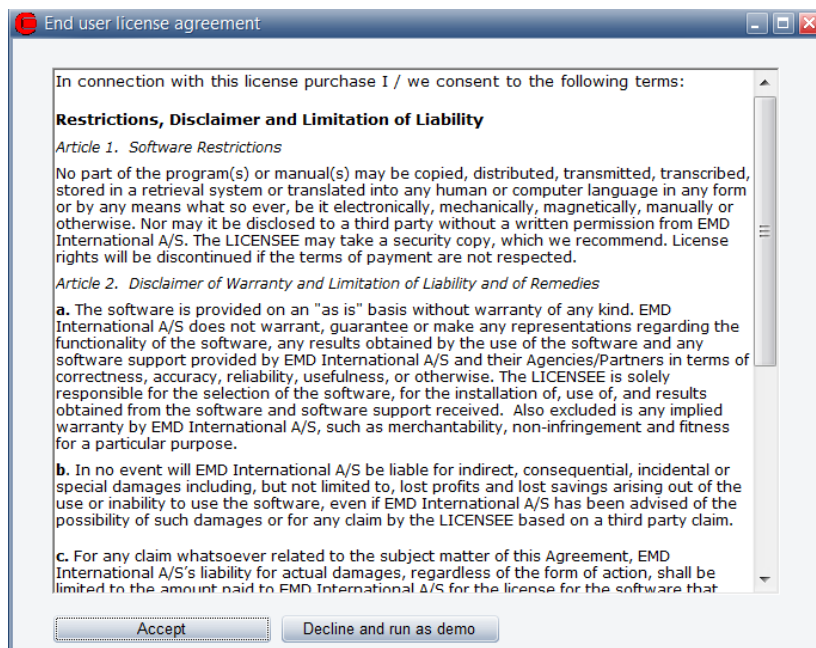 End user license agreement
In connection with this license purchase I / we consent to the following terms:
Restrictions, Disclaimer and Limitation of Liability
Article 1.  Software Restrictions
No part of the program(s) or manual(s) may be copied, distributed, transmitted, transcribed,
stored in a retrieval system or translated into any human or computer language in any form
or by any means what so ever, be it electronically, mechanically, magnetically, manually or
otherwise. Nor may it be disclosed to a third party without a written permission from EMD
International A/S. The LICENSEE may take a security copy, which we recommend. License
rights will be discontinued if the terms of payment are not respected.
Article 2.  Disclaimer of Warranty and Limitation of Liability and of Remedies
a. The software is provided on an "as is" basis without warranty of any kind. EMD
International A/S does not warrant, guarantee or make any representations regarding the
functionality of the software, any results obtained by the use of the software and any
software support provided by EMD International A/S and their Agencies/Partners in terms of
correctness, accuracy, reliability, usefulness, or otherwise. The LICENSEE is solely
responsible for the selection of the software, for the installation of, use of, and results
obtained from the software and software support received.  Also excluded is any implied
warranty by EMD International A/S, such as merchantability, non-infringement and fitness
for a particular purpose.
b. In no event will EMD International A/S be liable for indirect, consequential, incidental or
special damages including, but not limited to, lost profits and lost savings arising out of the
use or inability to use the software, even if EMD International A/S has been advised of the
possibility of such damages or for any claim by the LICENSEE based on a third party claim.
c. For any claim whatsoever related to the subject matter of this Agreement, EMD
International A/S's liability for actual damages, regardless of the form of action, shall be
limited to the amount paid to EMD International A/S for the license for the software that
Accept
Decline and run as demo